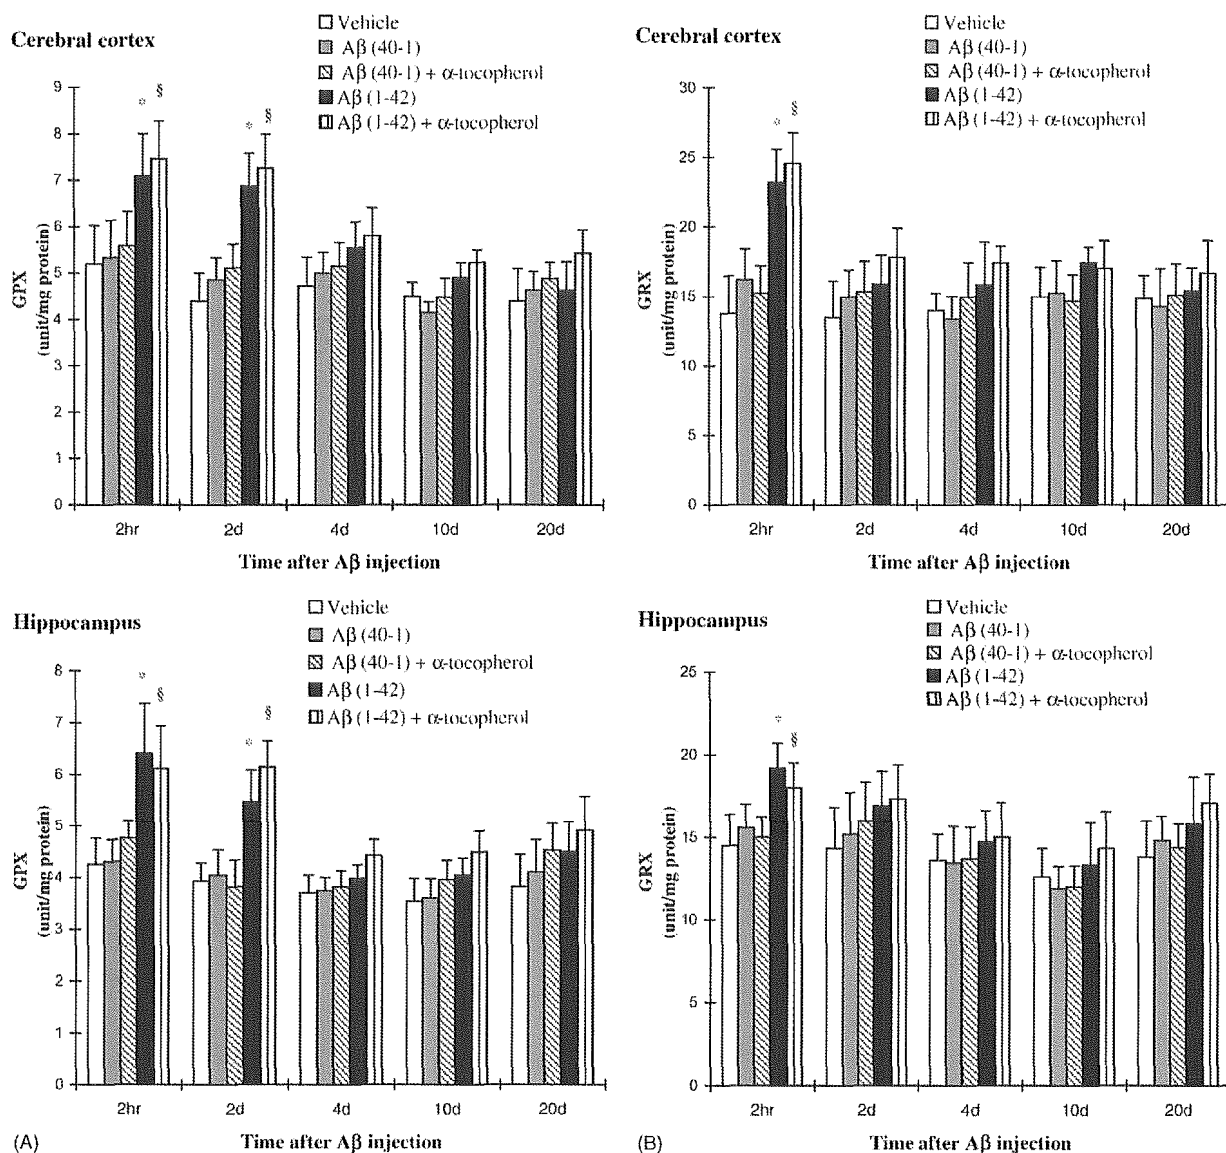 Cerebral cortex
Vehicle
Aβ (40-1)
Aβ (40-1) + α-tocopherol
Aβ (1-42)
Aβ (1-42) + α-tocopherol
GPX
(unit/mg protein)
9
8
7
6
5
4
3
2
1
0
* §
* §
2hr 2d 4d 10d 20d
Time after Aβ injection
Cerebral cortex
Vehicle
Aβ (40-1)
Aβ (40-1) + α-tocopherol
Aβ (1-42)
Aβ (1-42) + α-tocopherol
GRX
(unit/mg protein)
30
25
20
15
10
5
0
* §
2hr 2d 4d 10d 20d
Time after Aβ injection
Hippocampus
Vehicle
Aβ (40-1)
Aβ (40-1) + α-tocopherol
Aβ (1-42)
Aβ (1-42) + α-tocopherol
GPX
(unit/mg protein)
8
7
6
5
4
3
2
1
0
* §
* §
2hr 2d 4d 10d 20d
(A) Time after Aβ injection
Hippocampus
Vehicle
Aβ (40-1)
Aβ (40-1) + α-tocopherol
Aβ (1-42)
Aβ (1-42) + α-tocopherol
GRX
(unit/mg protein)
25
20
15
10
5
0
* §
2hr 2d 4d 10d 20d
(B) Time after Aβ injection